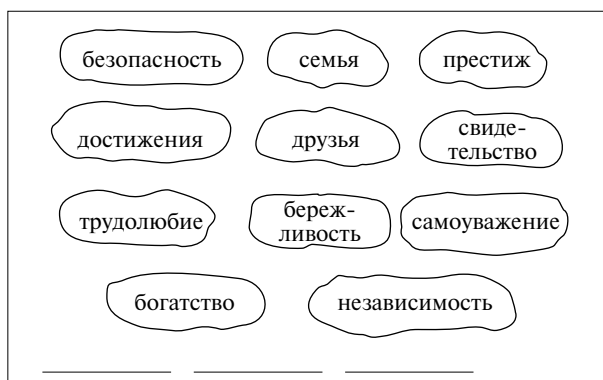 безопасность семья престиж
достижения друзья свиде-
тельство
трудолюбие береж-
ливость самоуважение
богатство независимость